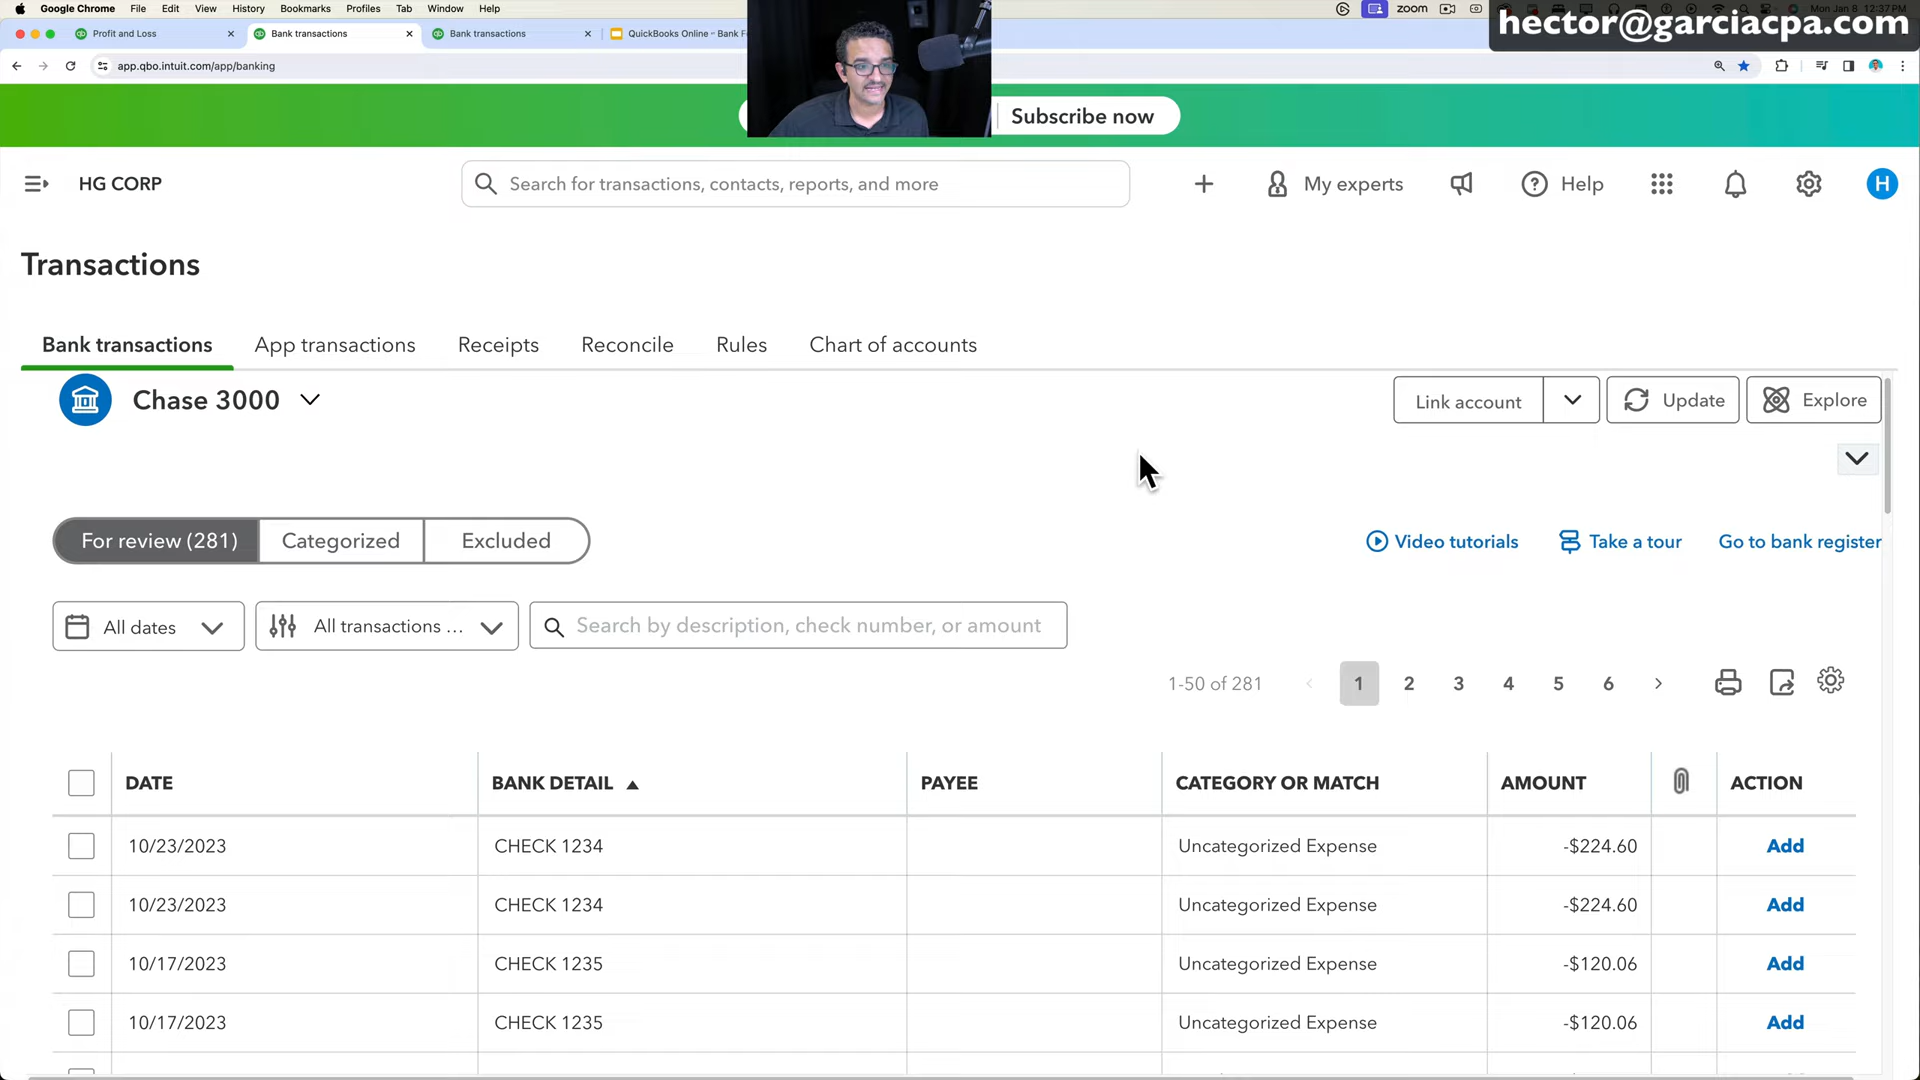 Google Chrome File Edit View History Bookmarks Profiles Tab Window Help
zoom
hector@garciacpa.com
Profit and Loss
Bank transactions
Bank transactions
QuickBooks Online - Bank F
app.qbo.intuit.com/app/banking
Subscribe now
HG CORP
Search for transactions, contacts, reports, and more
My experts
Help
H
Transactions
Bank transactions App transactions Receipts Reconcile Rules Chart of accounts
Chase 3000
Link account
Update
Explore
For review (281) Categorized Excluded
Video tutorials
Take a tour
Go to bank register
All dates
All transactions ...
Search by description, check number, or amount
1-50 of 281 1 2 3 4 5 6
DATE BANK DETAIL PAYEE CATEGORY OR MATCH AMOUNT ACTION
10/23/2023 CHECK 1234 Uncategorized Expense -$224.60 Add
10/23/2023 CHECK 1234 Uncategorized Expense -$224.60 Add
10/17/2023 CHECK 1235 Uncategorized Expense -$120.06 Add
10/17/2023 CHECK 1235 Uncategorized Expense -$120.06 Add